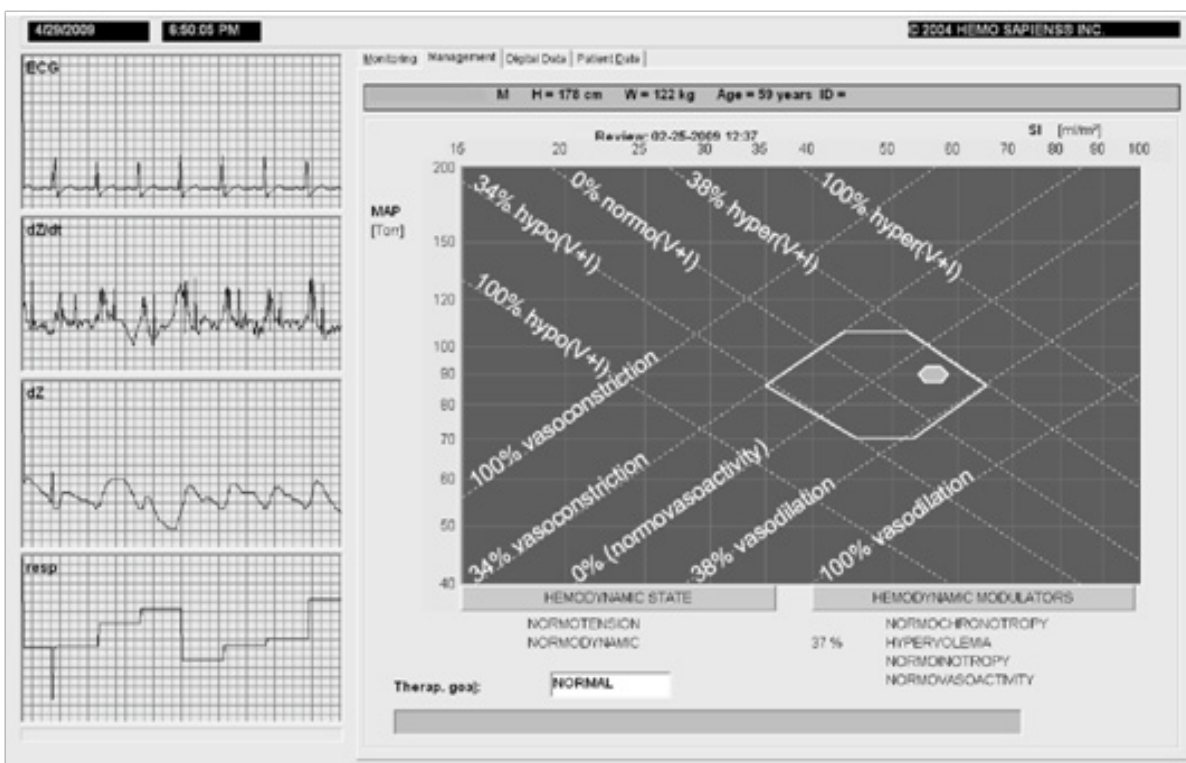 4/29/2009 6:50:05 PM © 2004 HEMO SAPIENS® INC.
ECG
dZ/dt
dZ
resp
Monitoring Management Digital Data Patient Data
M H = 178 cm W = 122 kg Age = 59 years ID =
Review: 02-25-2009 12:37
SI [ml/m²]
16 20 25 30 35 40 50 60 70 80 90 100
MAP
[Torr]
200
150
120
100
90
80
70
60
50
40
34% hypo(V+I)
0% normo(V+I)
38% hyper(V+I)
100% hyper(V+I)
100% hypo(V+I)
100% vasoconstriction
34% vasoconstriction
0% (normovasoactivity)
38% vasodilation
100% vasodilation
HEMODYNAMIC STATE
NORMOTENSION
NORMODYNAMIC
HEMODYNAMIC MODULATORS
NORMOCHRONOTROPY
37 % HYPERVOLEMIA
NORMOINOTROPY
NORMOVASOACTIVITY
Therap. goal: NORMAL